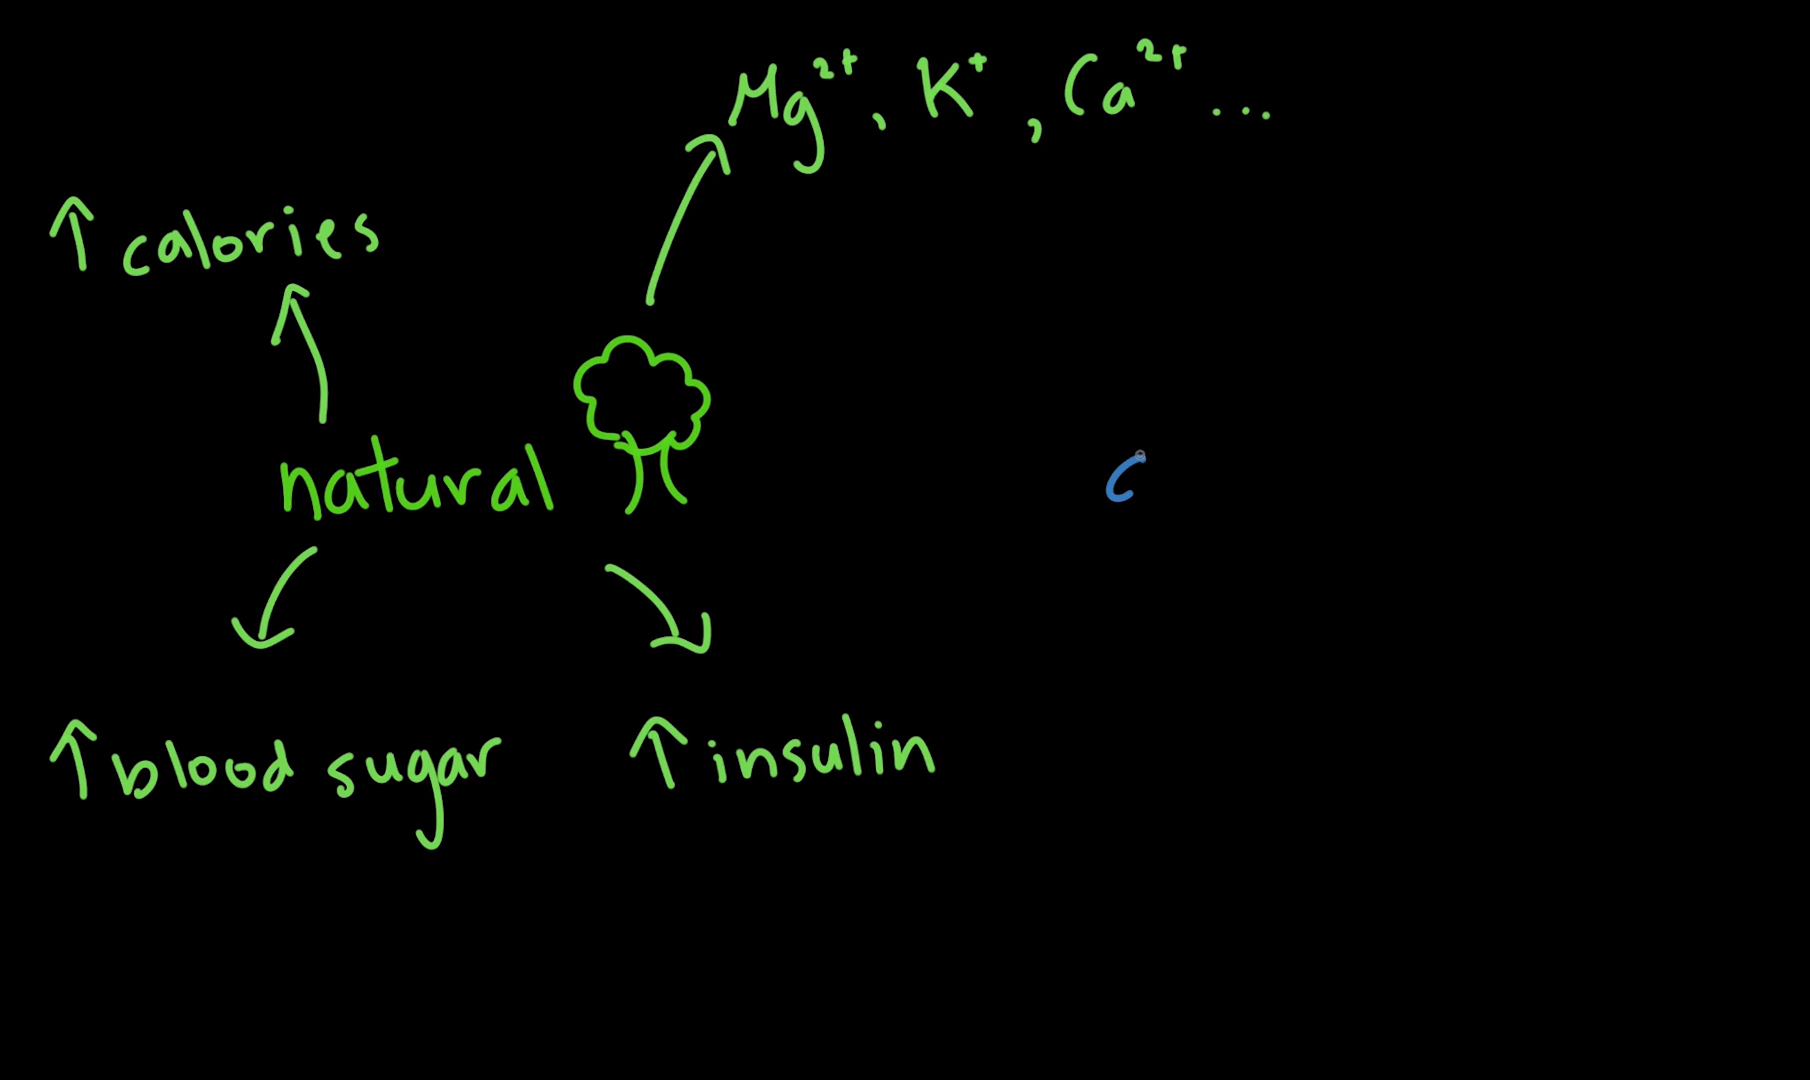 Mg²⁺, K⁺, Ca²⁺ ...
↑ calories
natural
c
↑ blood sugar
↑ insulin